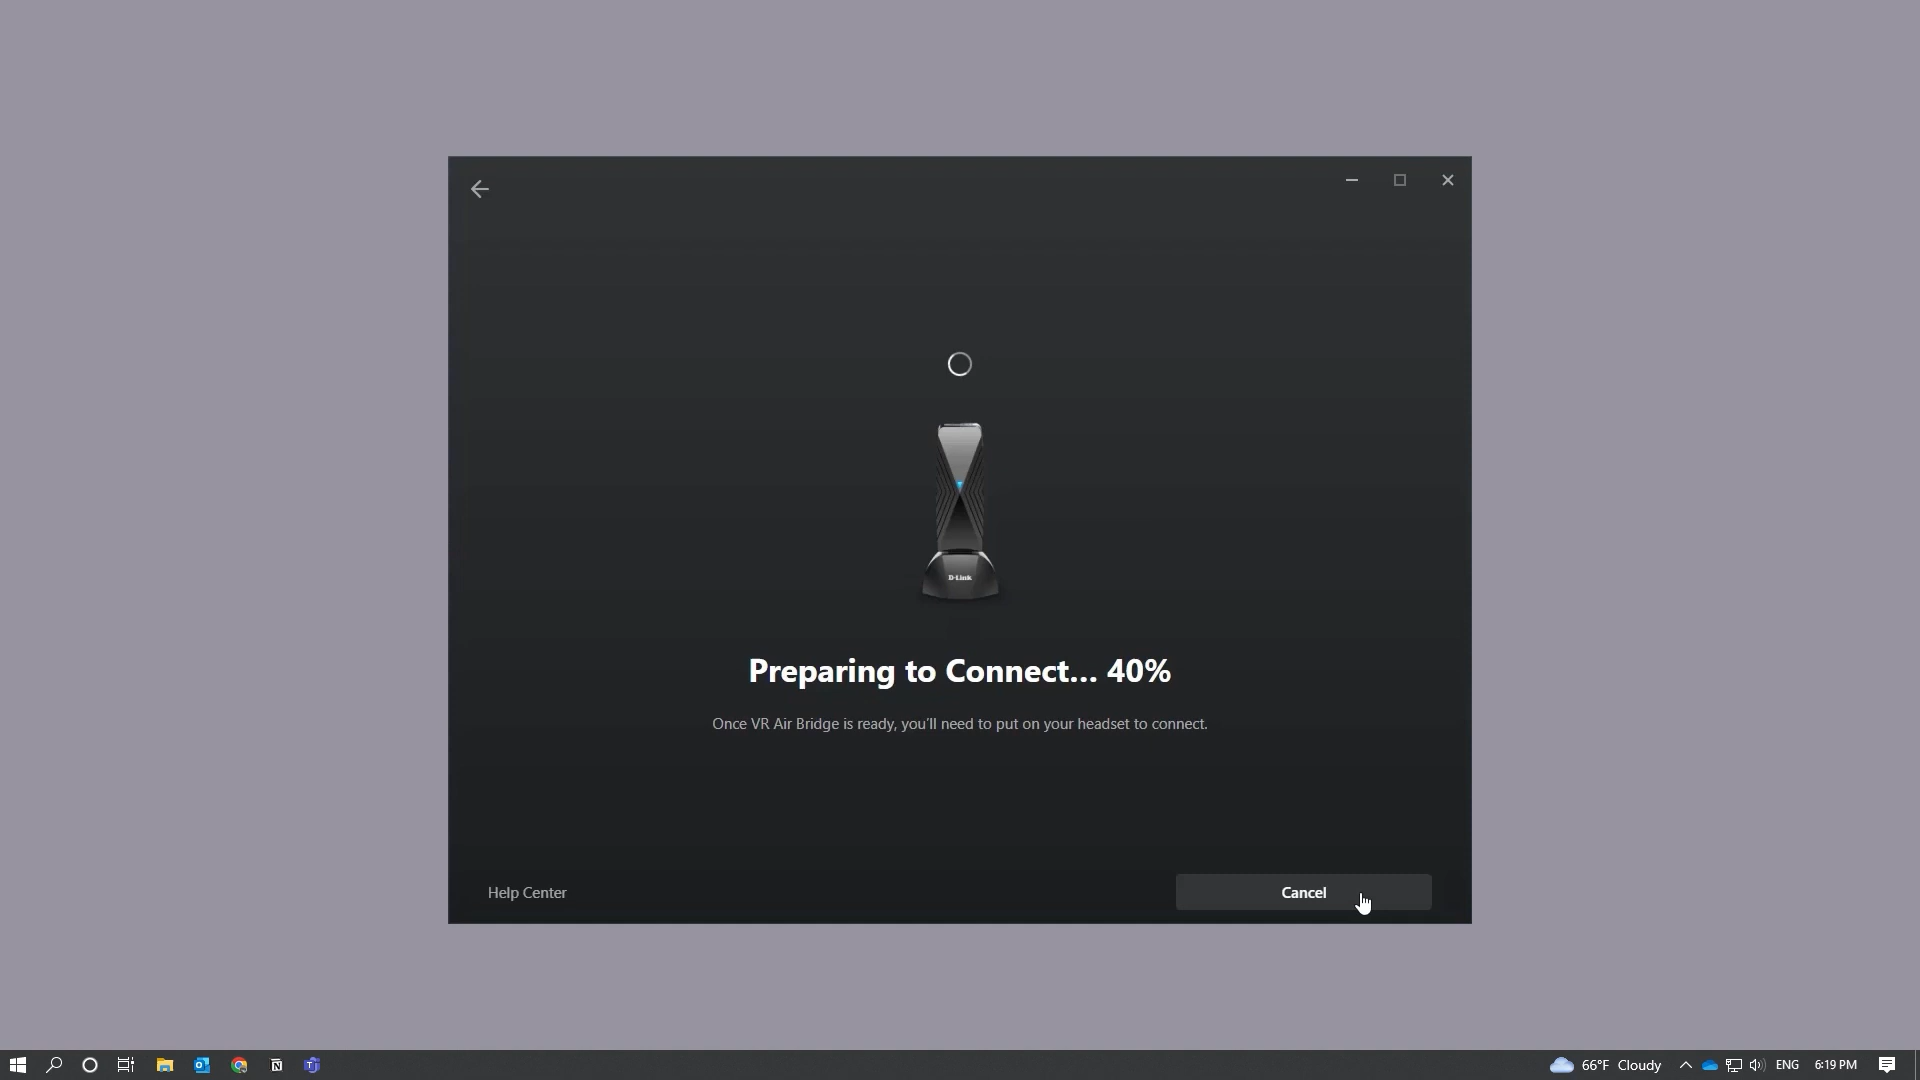 D-Link
Preparing to Connect... 40%
Once VR Air Bridge is ready, you'll need to put on your headset to connect.
Help Center
Cancel
66°F Cloudy
ENG
6:19 PM